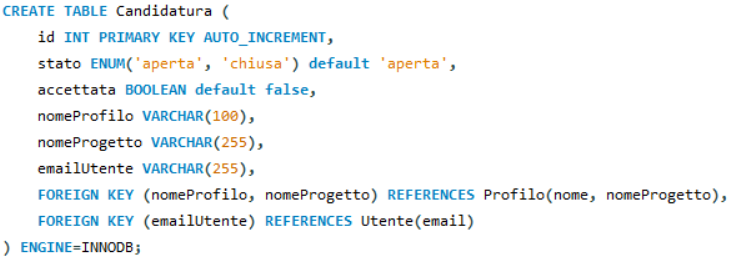 CREATE TABLE Candidatura (
    id INT PRIMARY KEY AUTO_INCREMENT,
    stato ENUM('aperta', 'chiusa') default 'aperta',
    accettata BOOLEAN default false,
    nomeProfilo VARCHAR(100),
    nomeProgetto VARCHAR(255),
    emailUtente VARCHAR(255),
    FOREIGN KEY (nomeProfilo, nomeProgetto) REFERENCES Profilo(nome, nomeProgetto),
    FOREIGN KEY (emailUtente) REFERENCES Utente(email)
) ENGINE=INNODB;